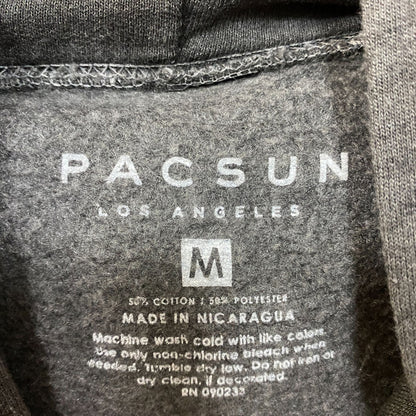 PACSUN
LOS ANGELES
M
50% COTTON / 50% POLYESTER
MADE IN NICARAGUA
Machine wash cold with like colors.
Use only non-chlorine bleach when
needed. Tumble dry low. Do not iron or
dry clean, if decorated.
RN 090233